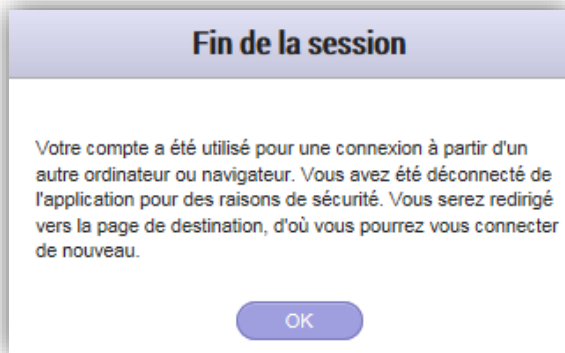 Fin de la session
Votre compte a été utilisé pour une connexion à partir d'un
autre ordinateur ou navigateur. Vous avez été déconnecté de
l'application pour des raisons de sécurité. Vous serez redirigé
vers la page de destination, d'où vous pourrez vous connecter
de nouveau.
OK